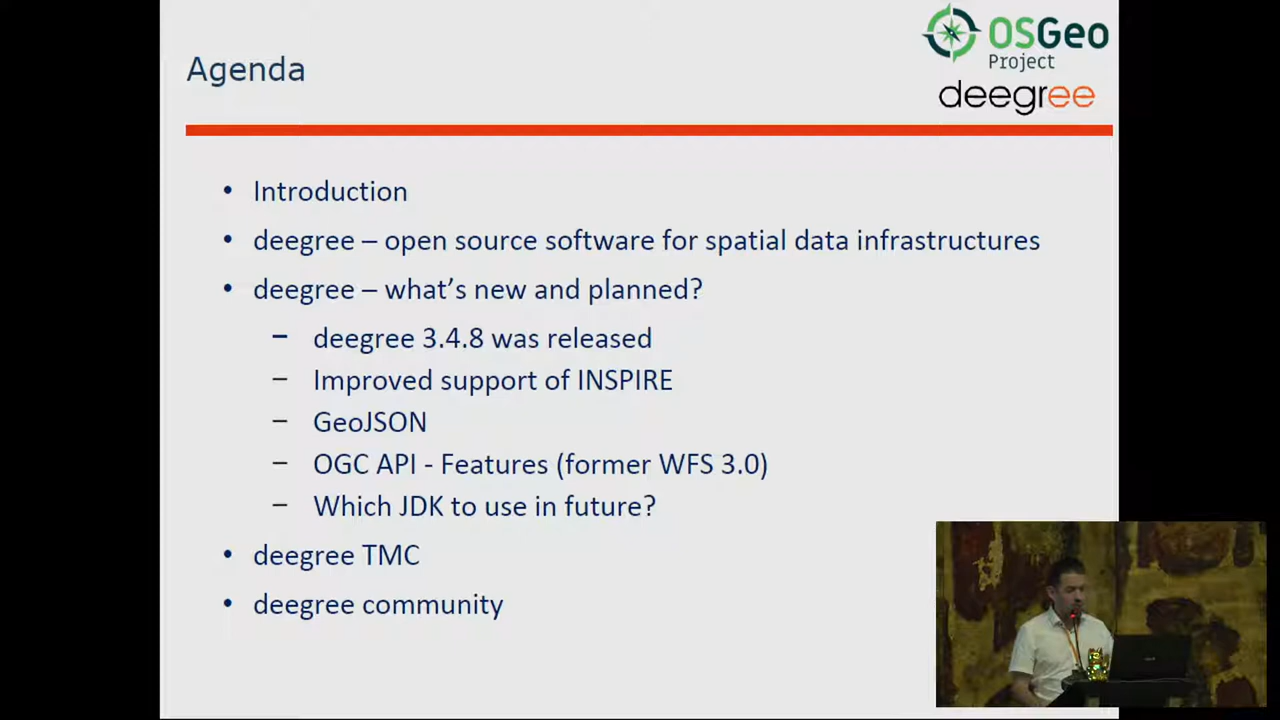 Agenda
OSGeo
Project
deegree
• Introduction
• deegree – open source software for spatial data infrastructures
• deegree – what's new and planned?
– deegree 3.4.8 was released
– Improved support of INSPIRE
– GeoJSON
– OGC API - Features (former WFS 3.0)
– Which JDK to use in future?
• deegree TMC
• deegree community